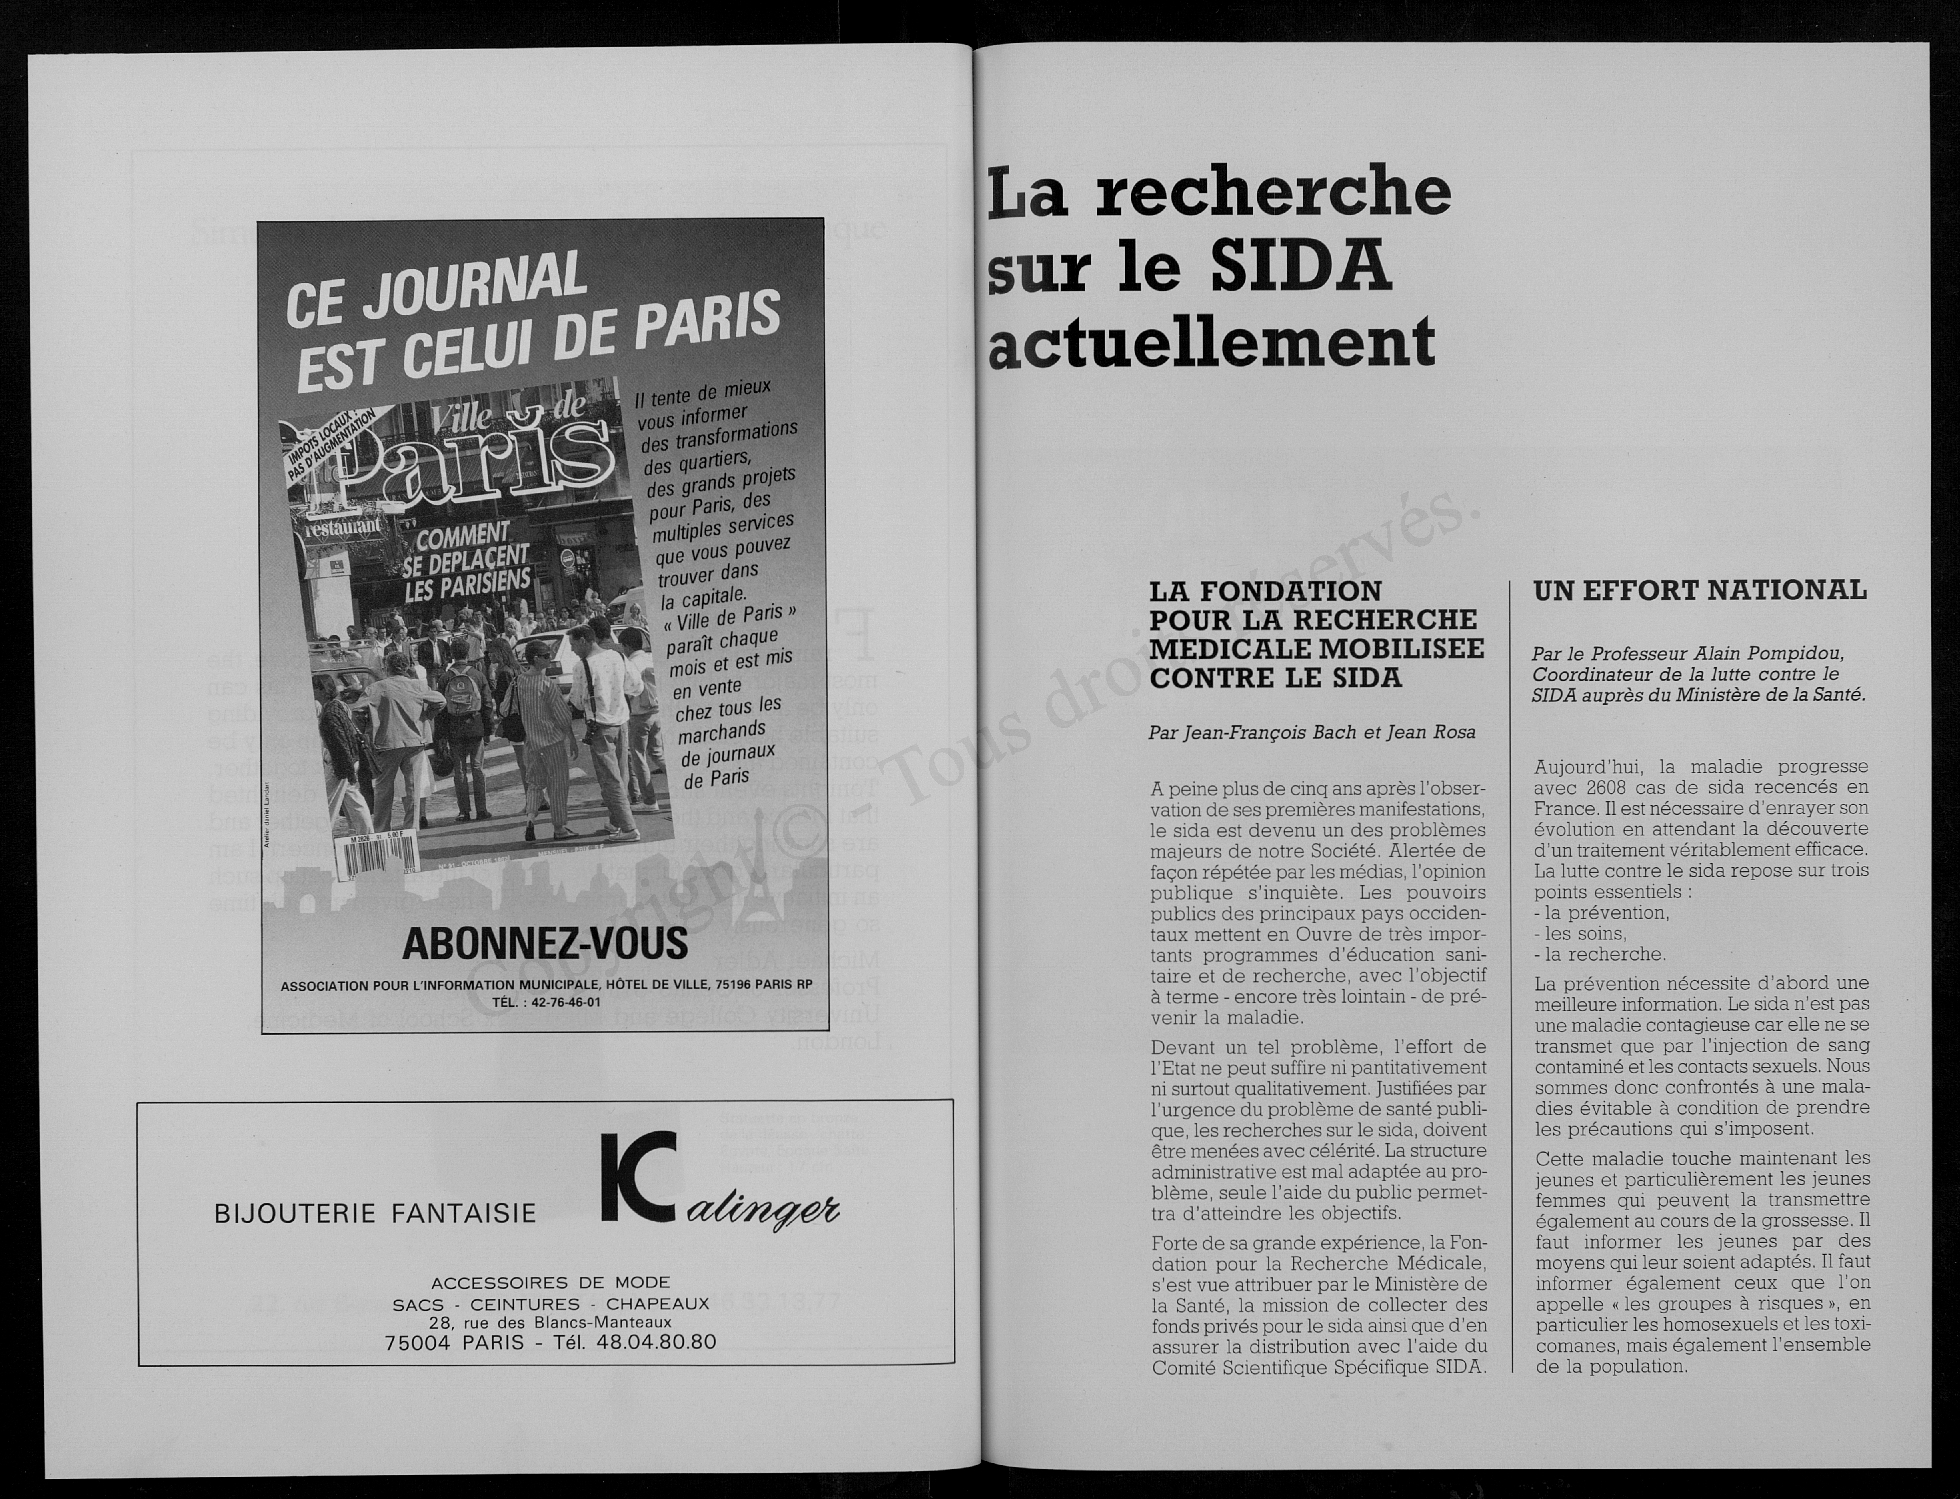 CE JOURNAL
EST CELUI DE PARIS
IMPOTS LOCAUX :
PAS D'AUGMENTATION
Ville de
Paris
restaurant
COMMENT
SE DEPLACENT
LES PARISIENS
Il tente de mieux
vous informer
des transformations
des quartiers,
des grands projets
pour Paris, des
multiples services
que vous pouvez
trouver dans
la capitale.
« Ville de Paris »
paraît chaque
mois et est mis
en vente
chez tous les
marchands
de journaux
de Paris
ABONNEZ-VOUS
ASSOCIATION POUR L'INFORMATION MUNICIPALE, HÔTEL DE VILLE, 75196 PARIS RP
TÉL. : 42-76-46-01
BIJOUTERIE FANTAISIE
Kalinger
ACCESSOIRES DE MODE
SACS - CEINTURES - CHAPEAUX
28, rue des Blancs-Manteaux
75004 PARIS - Tél. 48.04.80.80
La recherche
sur le SIDA
actuellement
LA FONDATION
POUR LA RECHERCHE
MEDICALE MOBILISEE
CONTRE LE SIDA
Par Jean-François Bach et Jean Rosa
A peine plus de cinq ans après l'obser-
vation de ses premières manifestations,
le sida est devenu un des problèmes
majeurs de notre Société. Alertée de
façon répétée par les médias, l'opinion
publique s'inquiète. Les pouvoirs
publics des principaux pays occiden-
taux mettent en Ouvre de très impor-
tants programmes d'éducation sani-
taire et de recherche, avec l'objectif
à terme - encore très lointain - de pré-
venir la maladie.
Devant un tel problème, l'effort de
l'Etat ne peut suffire ni pantitativement
ni surtout qualitativement. Justifiées par
l'urgence du problème de santé publi-
que, les recherches sur le sida, doivent
être menées avec célérité. La structure
administrative est mal adaptée au pro-
blème, seule l'aide du public permet-
tra d'atteindre les objectifs.
Forte de sa grande expérience, la Fon-
dation pour la Recherche Médicale,
s'est vue attribuer par le Ministère de
la Santé, la mission de collecter des
fonds privés pour le sida ainsi que d'en
assurer la distribution avec l'aide du
Comité Scientifique Spécifique SIDA.
UN EFFORT NATIONAL
Par le Professeur Alain Pompidou,
Coordinateur de la lutte contre le
SIDA auprès du Ministère de la Santé.
Aujourd'hui, la maladie progresse
avec 2608 cas de sida recencés en
France. Il est nécessaire d'enrayer son
évolution en attendant la découverte
d'un traitement véritablement efficace.
La lutte contre le sida repose sur trois
points essentiels :
- la prévention,
- les soins,
- la recherche.
La prévention nécessite d'abord une
meilleure information. Le sida n'est pas
une maladie contagieuse car elle ne se
transmet que par l'injection de sang
contaminé et les contacts sexuels. Nous
sommes donc confrontés à une mala-
dies évitable à condition de prendre
les précautions qui s'imposent.
Cette maladie touche maintenant les
jeunes et particulièrement les jeunes
femmes qui peuvent la transmettre
également au cours de la grossesse. Il
faut informer les jeunes par des
moyens qui leur soient adaptés. Il faut
informer également ceux que l'on
appelle « les groupes à risques », en
particulier les homosexuels et les toxi-
comanes, mais également l'ensemble
de la population.
Copyright © - Tous droits réservés.